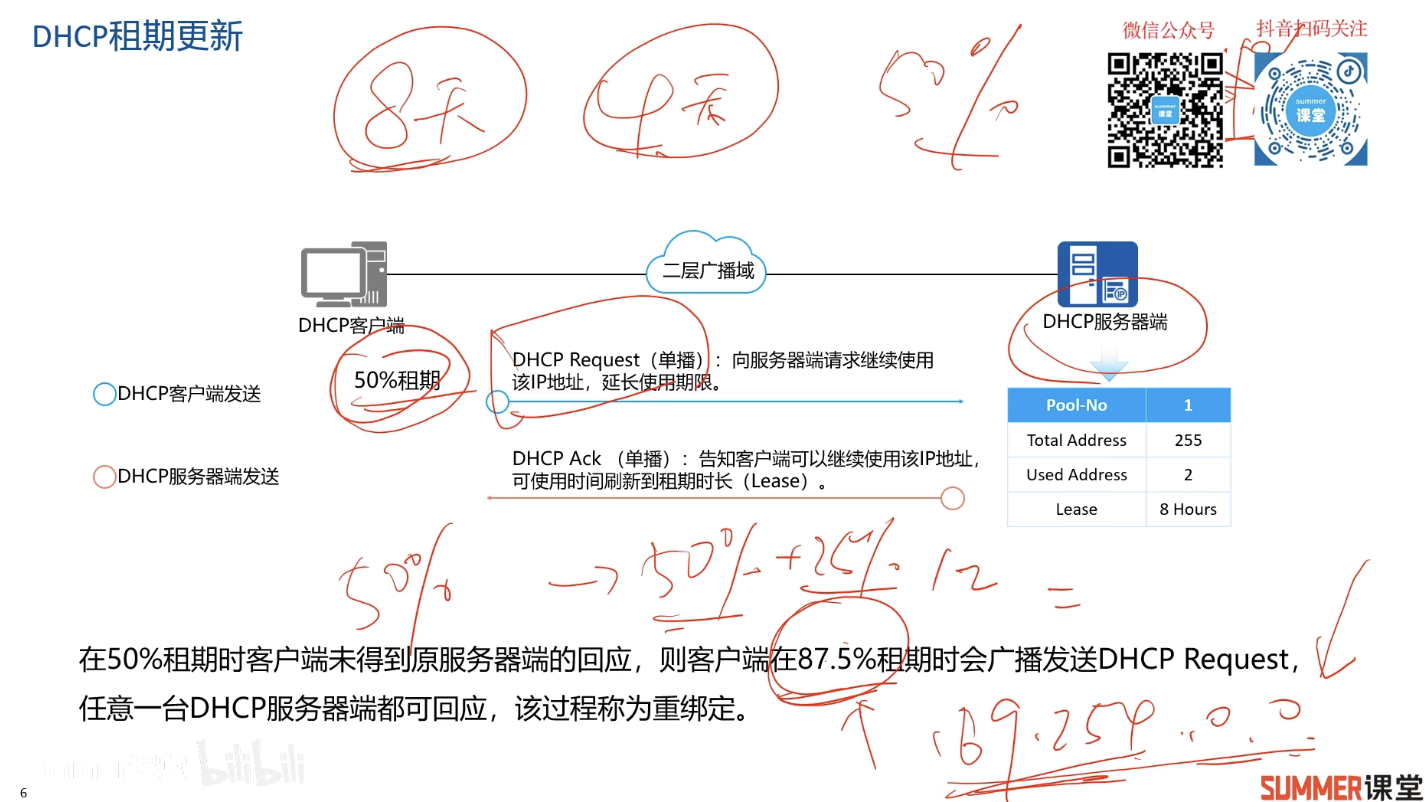 DHCP租期更新
8天
4天
50%
微信公众号
抖音扫码关注
summer
课堂
summer
课堂
二层广播域
DHCP客户端
DHCP服务器端
50%租期
DHCP Request（单播）：向服务器端请求继续使用
该IP地址，延长使用期限。
DHCP客户端发送
DHCP Ack （单播）：告知客户端可以继续使用该IP地址，
可使用时间刷新到租期时长（Lease）。
DHCP服务器端发送
IP
Pool-No 1
Total Address 255
Used Address 2
Lease 8 Hours
50% → 50% + 25% 12 =
在50%租期时客户端未得到原服务器端的回应，则客户端在87.5%租期时会广播发送DHCP Request，
任意一台DHCP服务器端都可回应，该过程称为重绑定。
169.254.0.0
bilibili
6
SUMMER课堂